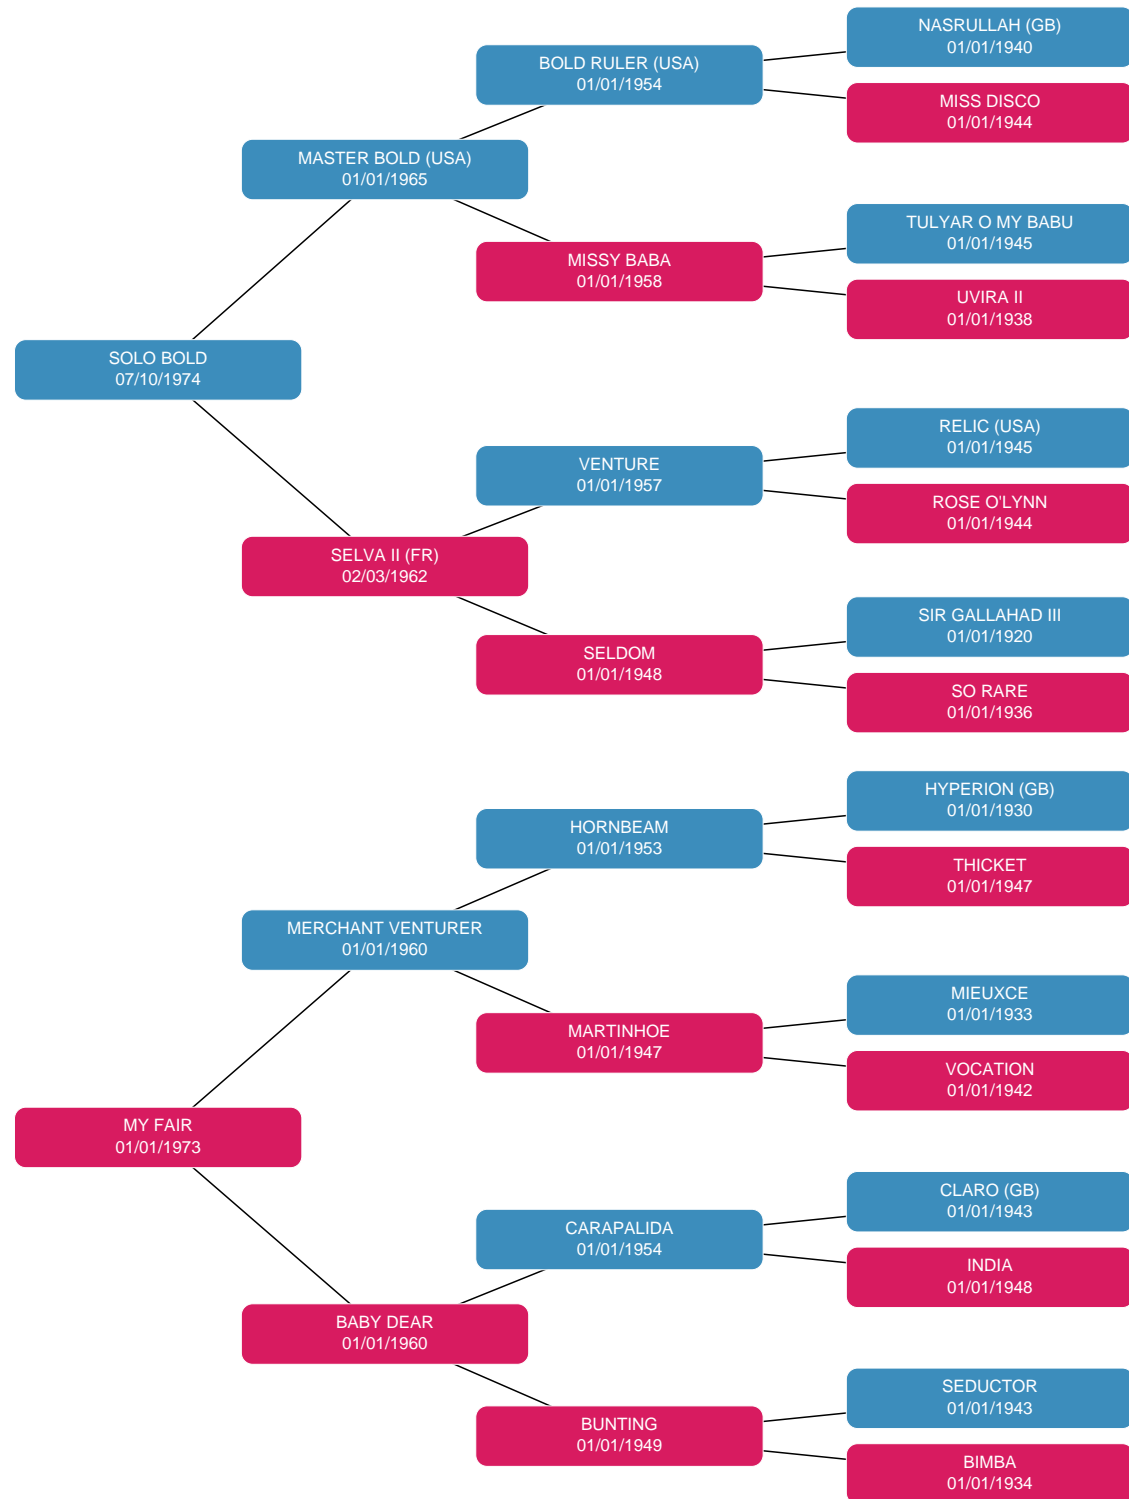 NASRULLAH (GB)
01/01/1940
BOLD RULER (USA)
01/01/1954
MISS DISCO
01/01/1944
MASTER BOLD (USA)
01/01/1965
TULYAR O MY BABU
01/01/1945
MISSY BABA
01/01/1958
UVIRA II
01/01/1938
SOLO BOLD
07/10/1974
RELIC (USA)
01/01/1945
VENTURE
01/01/1957
ROSE O'LYNN
01/01/1944
SELVA II (FR)
02/03/1962
SIR GALLAHAD III
01/01/1920
SELDOM
01/01/1948
SO RARE
01/01/1936
HYPERION (GB)
01/01/1930
HORNBEAM
01/01/1953
THICKET
01/01/1947
MERCHANT VENTURER
01/01/1960
MIEUXCE
01/01/1933
MARTINHOE
01/01/1947
VOCATION
01/01/1942
MY FAIR
01/01/1973
CLARO (GB)
01/01/1943
CARAPALIDA
01/01/1954
INDIA
01/01/1948
BABY DEAR
01/01/1960
SEDUCTOR
01/01/1943
BUNTING
01/01/1949
BIMBA
01/01/1934